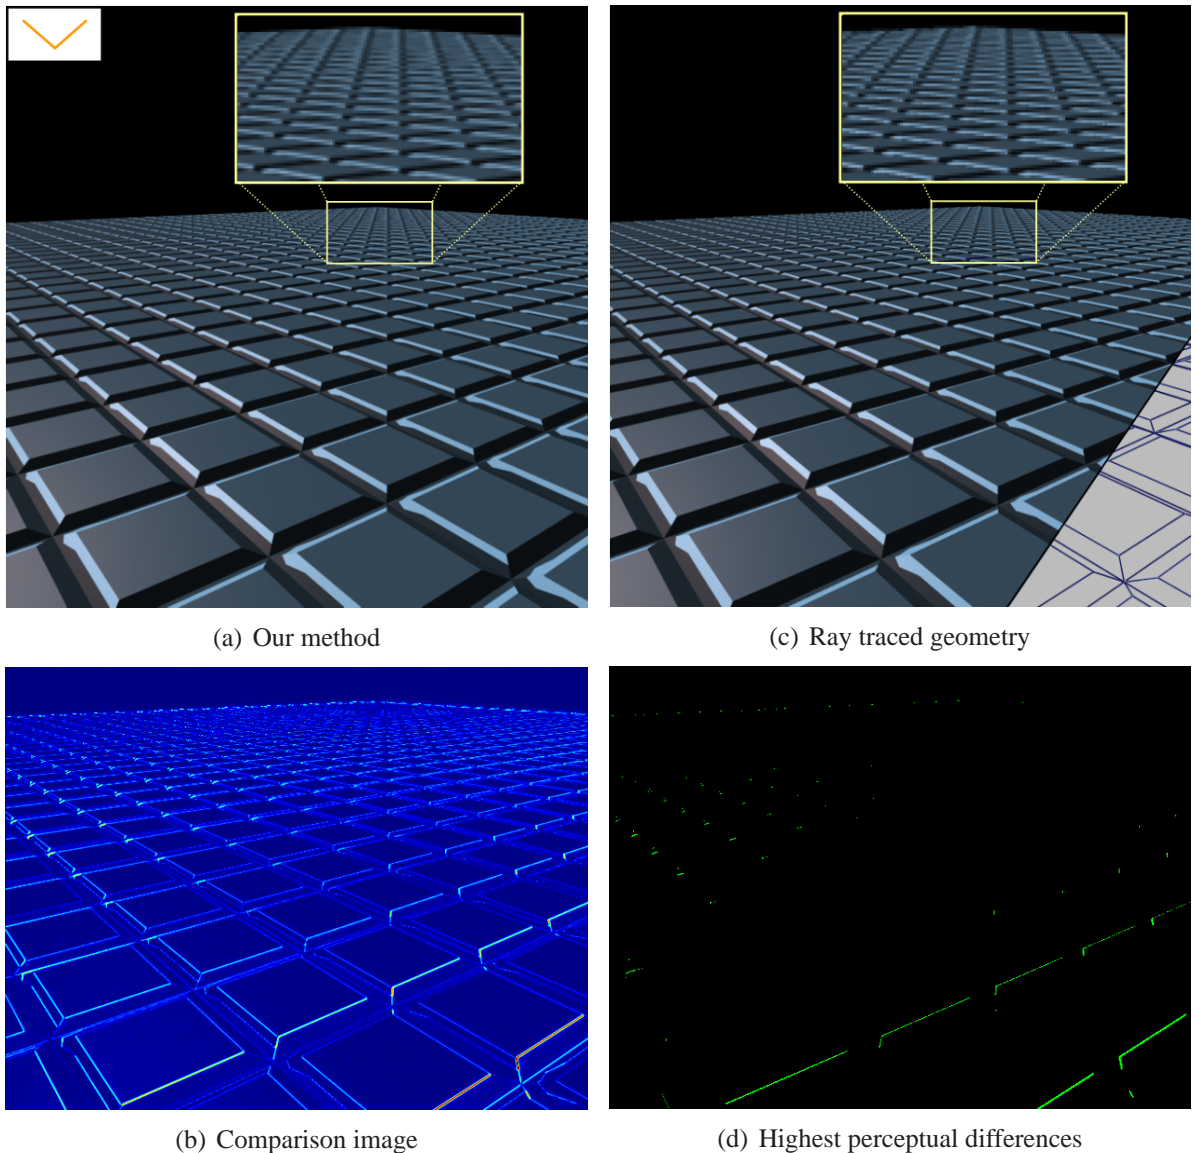 (a) Our method
(c) Ray traced geometry
(b) Comparison image
(d) Highest perceptual differences